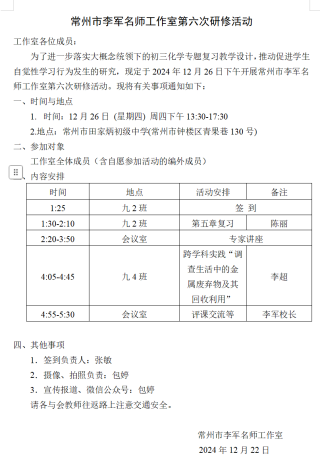 常州市李军名师工作室第六次研修活动
工作室各位成员：
为了进一步落实大概念统领下的初三化学专题复习教学设计，推动促进学生
自觉性学习行为发生的研究，现定于 2024 年 12 月 26 日下午开展常州市李军名
师工作室第六次研修活动。现将有关事项通知如下：
一、时间与地点
1．时间：12 月 26 日 (星期四) 周四下午 13:30-17:30
2.地点：常州市田家炳初级中学(常州市钟楼区青果巷 130 号)
二、参加对象
工作室全体成员（含自愿参加活动的编外成员）
、内容安排
时间 地点 活动安排 备注
1:25 九 2 班 签 到
1:30-2:10 九 2 班 第五章复习 陈丽
2:20-3:50 会议室 专家讲座
4:05-4:45 九 4 班 跨学科实践“调
查生活中的金
属废弃物及其
回收利用” 李超
4:55-5:30 会议室 评课交流等 李军校长
四、其他事项
1．签到负责人：张敏
2．摄像、拍照负责：包婷
3．宣传报道、微信公众号：包婷
请各与会教师往返路上注意交通安全。
常州市李军名师工作室
2024 年 12 月 22 日